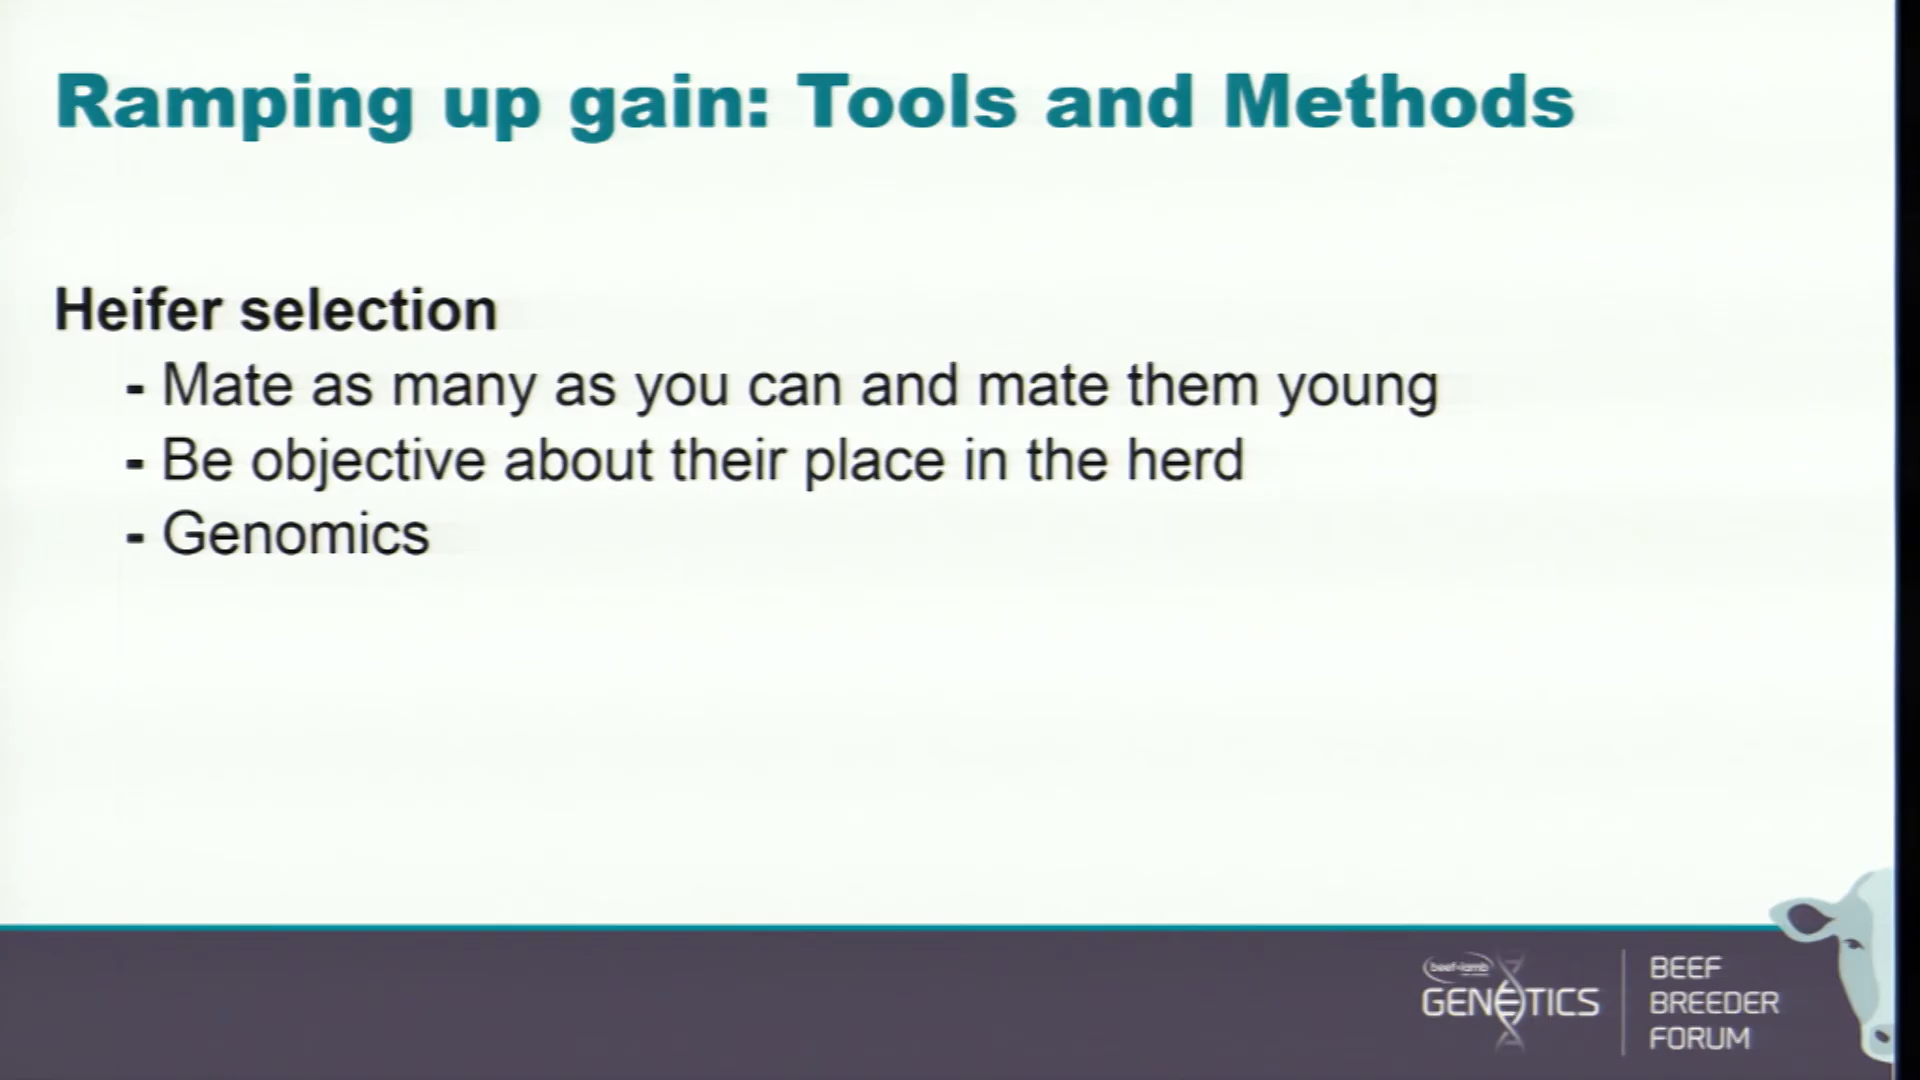 Ramping up gain: Tools and Methods
Heifer selection
- Mate as many as you can and mate them young
- Be objective about their place in the herd
- Genomics
beef+lamb
GENETICS
BEEF
BREEDER
FORUM